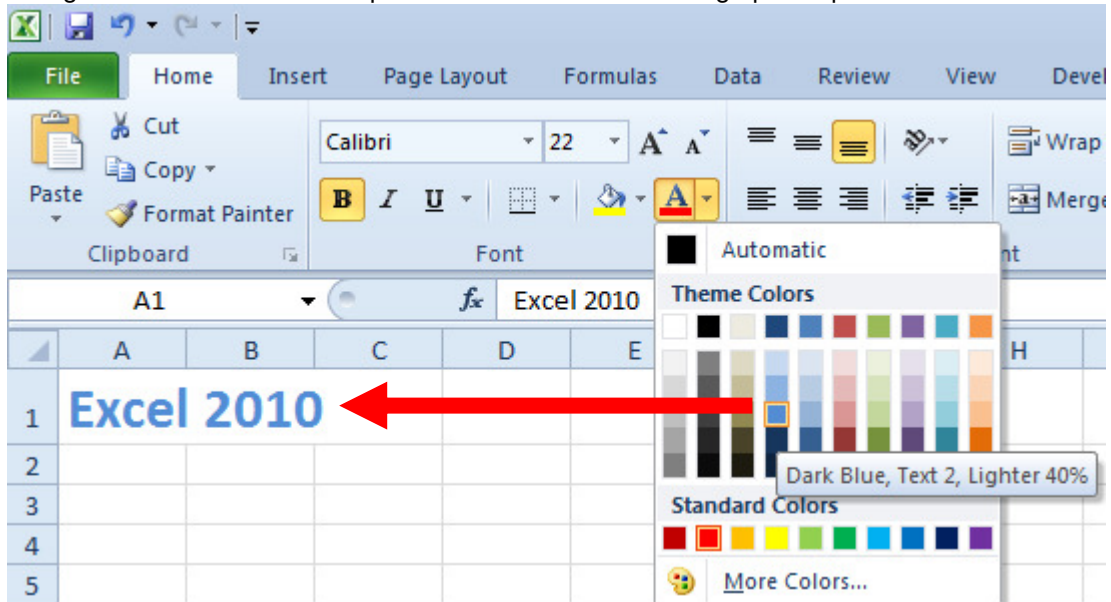 File Home Insert Page Layout Formulas Data Review View
Cut
Calibri 22 A A Wrap
Copy
Paste
B I U A Merge
Format Painter
Clipboard Font
Automatic
A1 fx Excel 2010
Theme Colors
A B C D E H
1 Excel 2010
2
Dark Blue, Text 2, Lighter 40%
3
Standard Colors
4
5
More Colors...